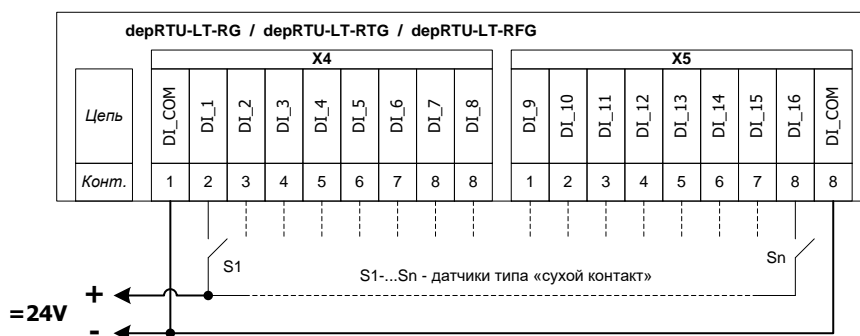 depRTU-LT-RG / depRTU-LT-RTG / depRTU-LT-RFG
X4 X5
Цепь DI_COM DI_1 DI_2 DI_3 DI_4 DI_5 DI_6 DI_7 DI_8 DI_9 DI_10 DI_11 DI_12 DI_13 DI_14 DI_15 DI_16 DI_COM
Конт. 1 2 3 4 5 6 7 8 8 1 2 3 4 5 6 7 8 8
S1 Sn
S1-...Sn - датчики типа «сухой контакт»
+
=24V
-